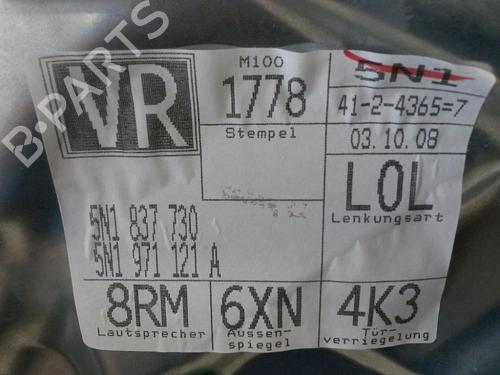 VR
M100
1778
Stempel
5N1
41-2-4365=7
03.10.08
LOL
Lenkungsart
5N1 837 730
5N1 971 121 A
8RM
Lautsprecher
6XN
Aussen-
spiegel
4K3
Tür-
verriegelung
B-PARTS